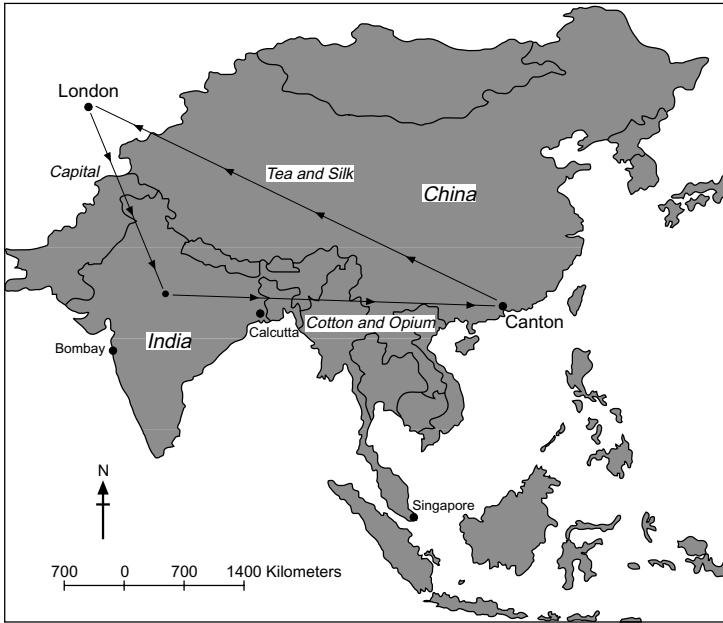 London
Capital
Tea and Silk
China
Cotton and Opium
Canton
Calcutta
India
Bombay
N
Singapore
700 0 700 1400 Kilometers